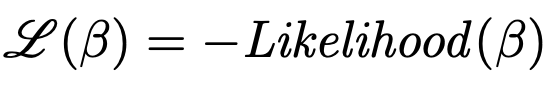 ℒ(β) = −Likelihood(β)